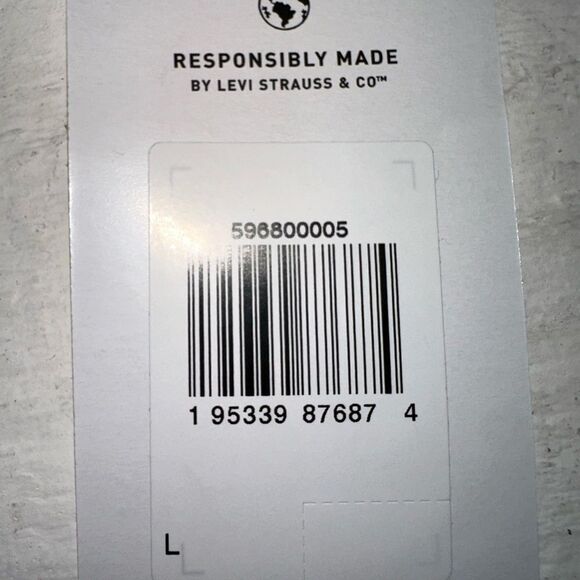 RESPONSIBLY MADE
BY LEVI STRAUSS & CO™
596800005
1 95339 87687 4
L